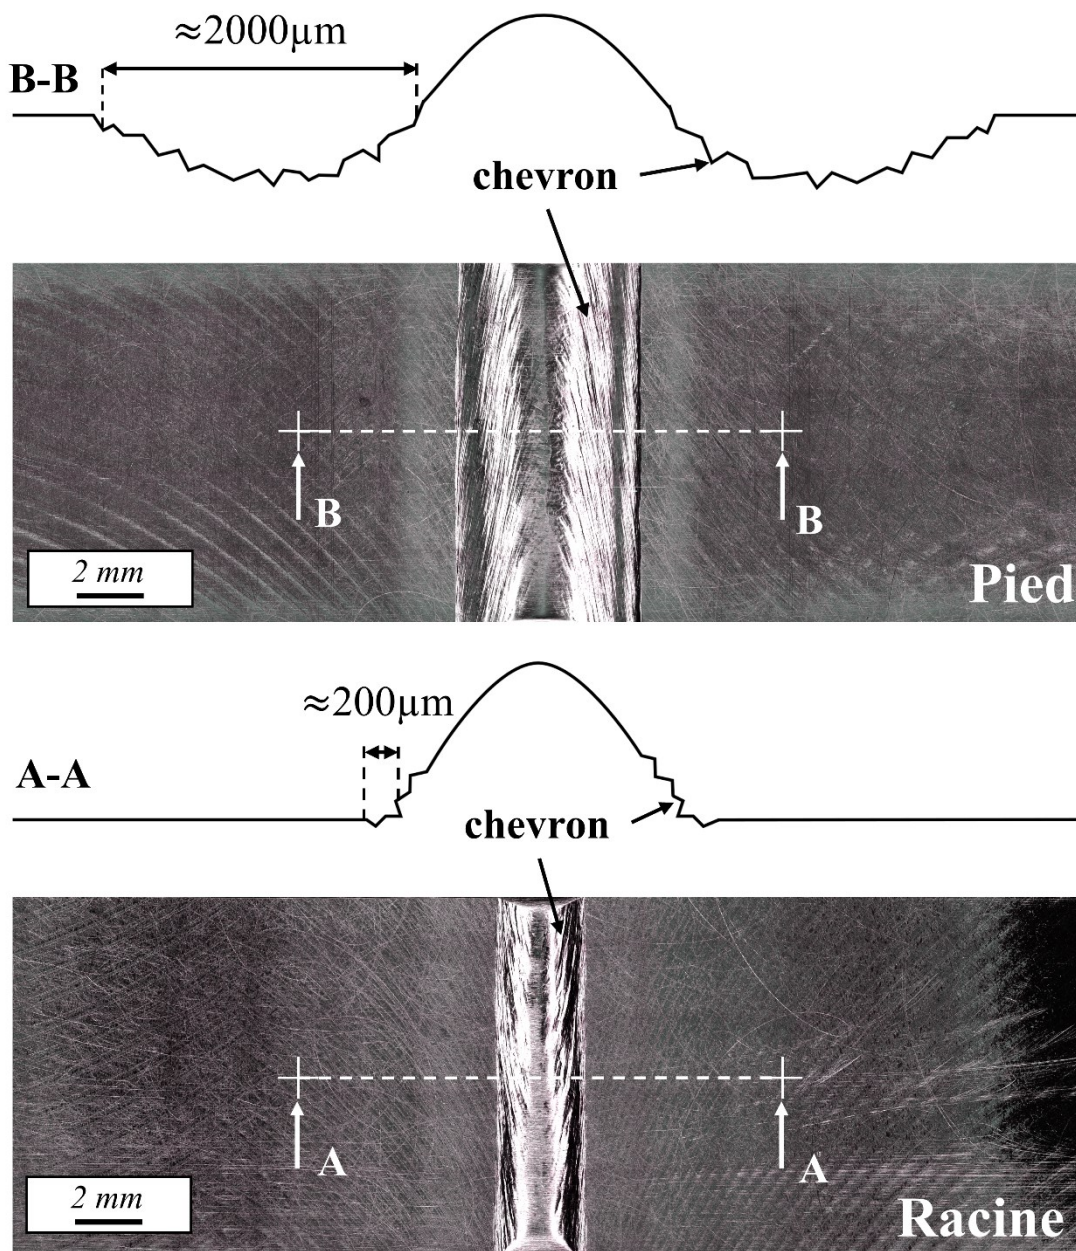 ≈2000µm
B-B
chevron
B
B
2 mm
Pied
≈200µm
A-A
chevron
A
A
2 mm
Racine